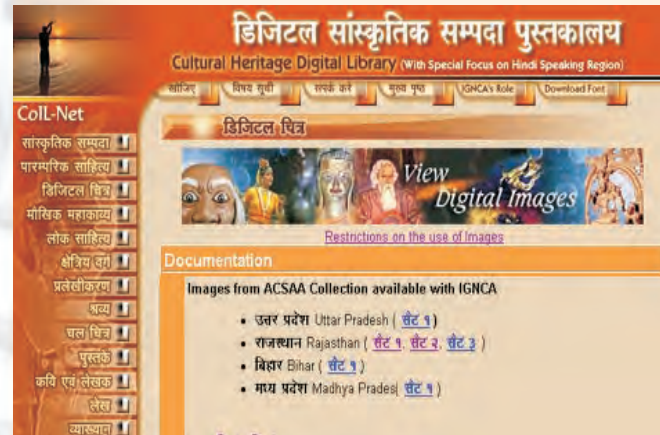 डिजिटल सांस्कृतिक सम्पदा पुस्तकालय
Cultural Heritage Digital Library (With Special Focus on Hindi Speaking Region)
खोजिए विषय सूची सम्पर्क करें मुख्य पृष्ठ IGNCA's Role Download Font
CoIL-Net
सांस्कृतिक सम्पदा
पारम्परिक साहित्य
डिजिटल चित्र
मौखिक महाकाव्य
लोक साहित्य
क्षेत्रिय वर्ग
प्रलेखीकरण
श्रव्य
चल चित्र
पुस्तकें
कवि एवं लेखक
लेख
व्याख्यान
डिजिटल चित्र
View
Digital Images
Restrictions on the use of Images
Documentation
Images from ACSAA Collection available with IGNCA
उत्तर प्रदेश Uttar Pradesh ( सेट १ )
राजस्थान Rajasthan ( सेट १, सेट २, सेट ३ )
बिहार Bihar ( सेट १ )
मध्य प्रदेश Madhya Prades( सेट १ )